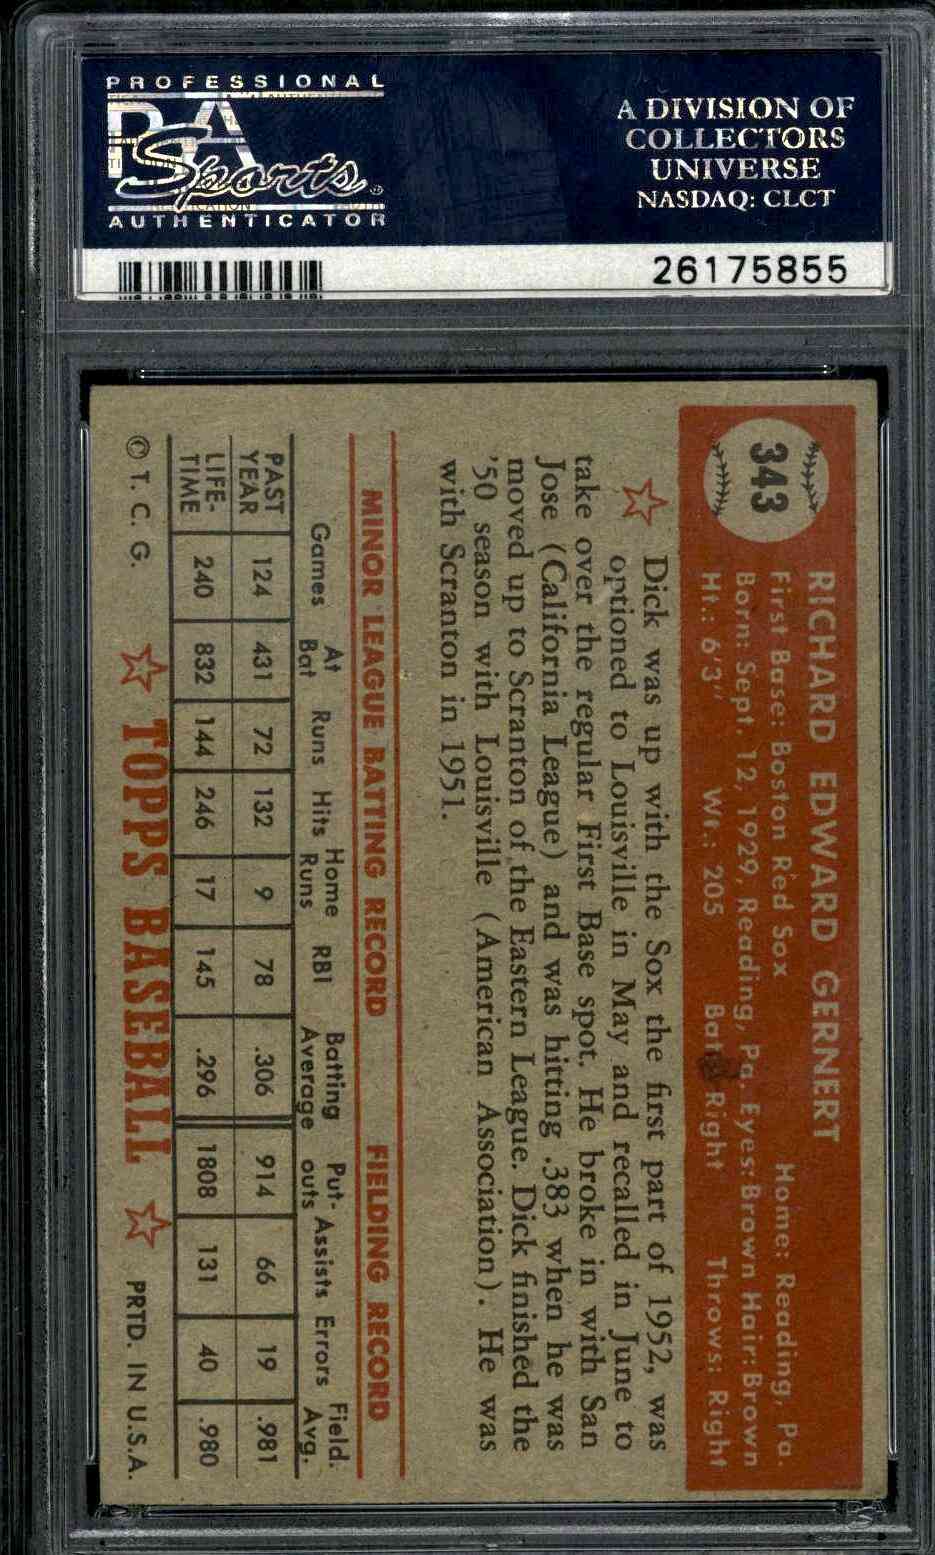 PROFESSIONAL
PSA
Sports
AUTHENTICATOR
A DIVISION OF
COLLECTORS
UNIVERSE
NASDAQ: CLCT
26175855
343
RICHARD EDWARD GERNERT
First Base: Boston Red Sox Home: Reading, Pa.
Born: Sept. 12, 1929, Reading, Pa. Eyes: Brown Hair: Brown
Ht.: 6'3" Wt.: 205 Bats: Right Throws: Right
Dick was up with the Sox the first part of 1952, was
optioned to Louisville in May and recalled in June to
take over the regular First Base spot. He broke in with San
Jose (California League) and was hitting .383 when he was
moved up to Scranton of the Eastern League. Dick finished the
'50 season with Louisville (American Association). He was
with Scranton in 1951.
MINOR LEAGUE BATTING RECORD FIELDING RECORD
Games At Bat Runs Hits Home Runs RBI Batting Average Put-outs Assists Errors Field. Avg.
PAST YEAR 124 431 72 132 9 78 .306 914 66 19 .981
LIFE-TIME 240 832 144 246 17 145 .296 1808 131 40 .980
© T. C. G. TOPPS BASEBALL PRTD. IN U.S.A.